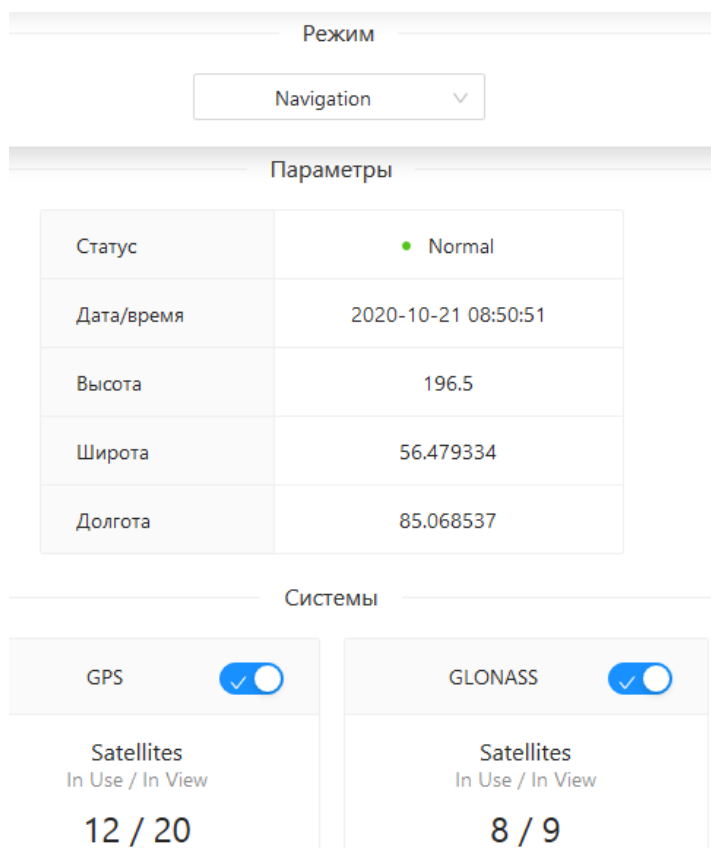 Режим
Navigation
Параметры
Статус Normal
Дата/время 2020-10-21 08:50:51
Высота 196.5
Широта 56.479334
Долгота 85.068537
Системы
GPS GLONASS
Satellites Satellites
In Use / In View In Use / In View
12 / 20 8 / 9